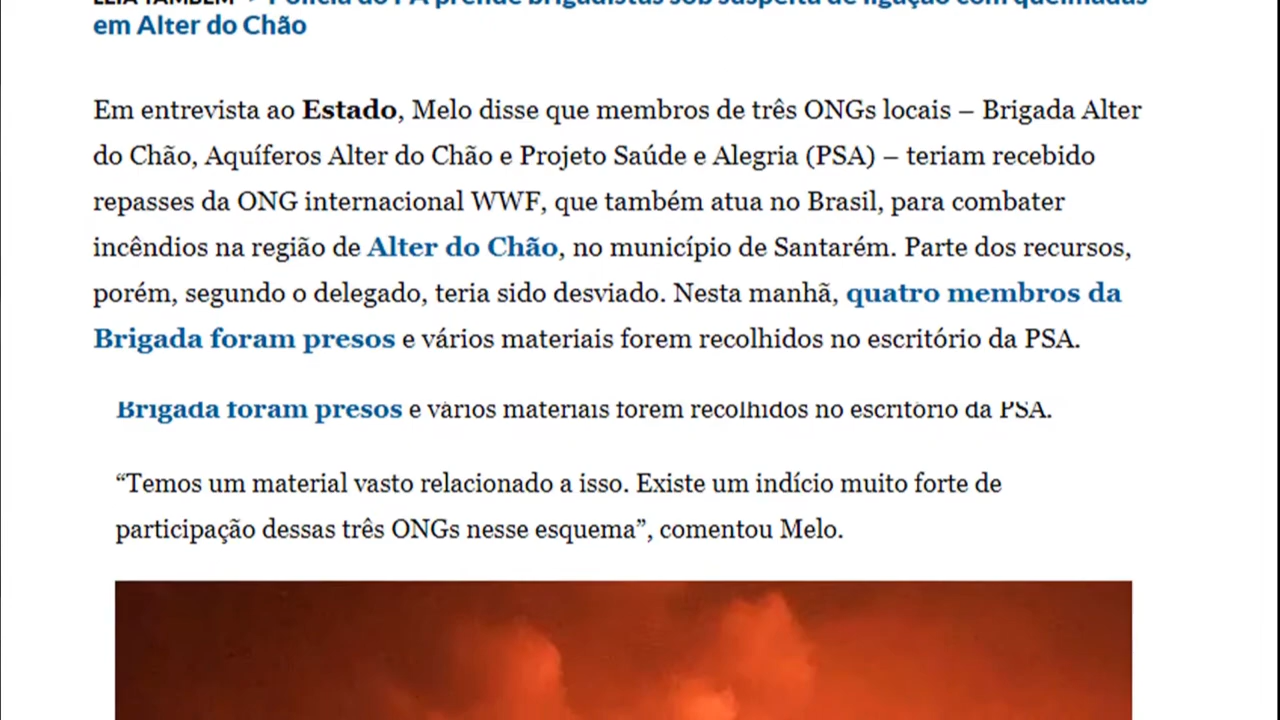 LEIA TAMBÉM > Polícia do PA prende brigadistas sob suspeita de ligação com queimadas
em Alter do Chão
Em entrevista ao Estado, Melo disse que membros de três ONGs locais – Brigada Alter
do Chão, Aquíferos Alter do Chão e Projeto Saúde e Alegria (PSA) – teriam recebido
repasses da ONG internacional WWF, que também atua no Brasil, para combater
incêndios na região de Alter do Chão, no município de Santarém. Parte dos recursos,
porém, segundo o delegado, teria sido desviado. Nesta manhã, quatro membros da
Brigada foram presos e vários materiais forem recolhidos no escritório da PSA.
Brigada foram presos e vários materiais forem recolhidos no escritório da PSA.
“Temos um material vasto relacionado a isso. Existe um indício muito forte de
participação dessas três ONGs nesse esquema”, comentou Melo.